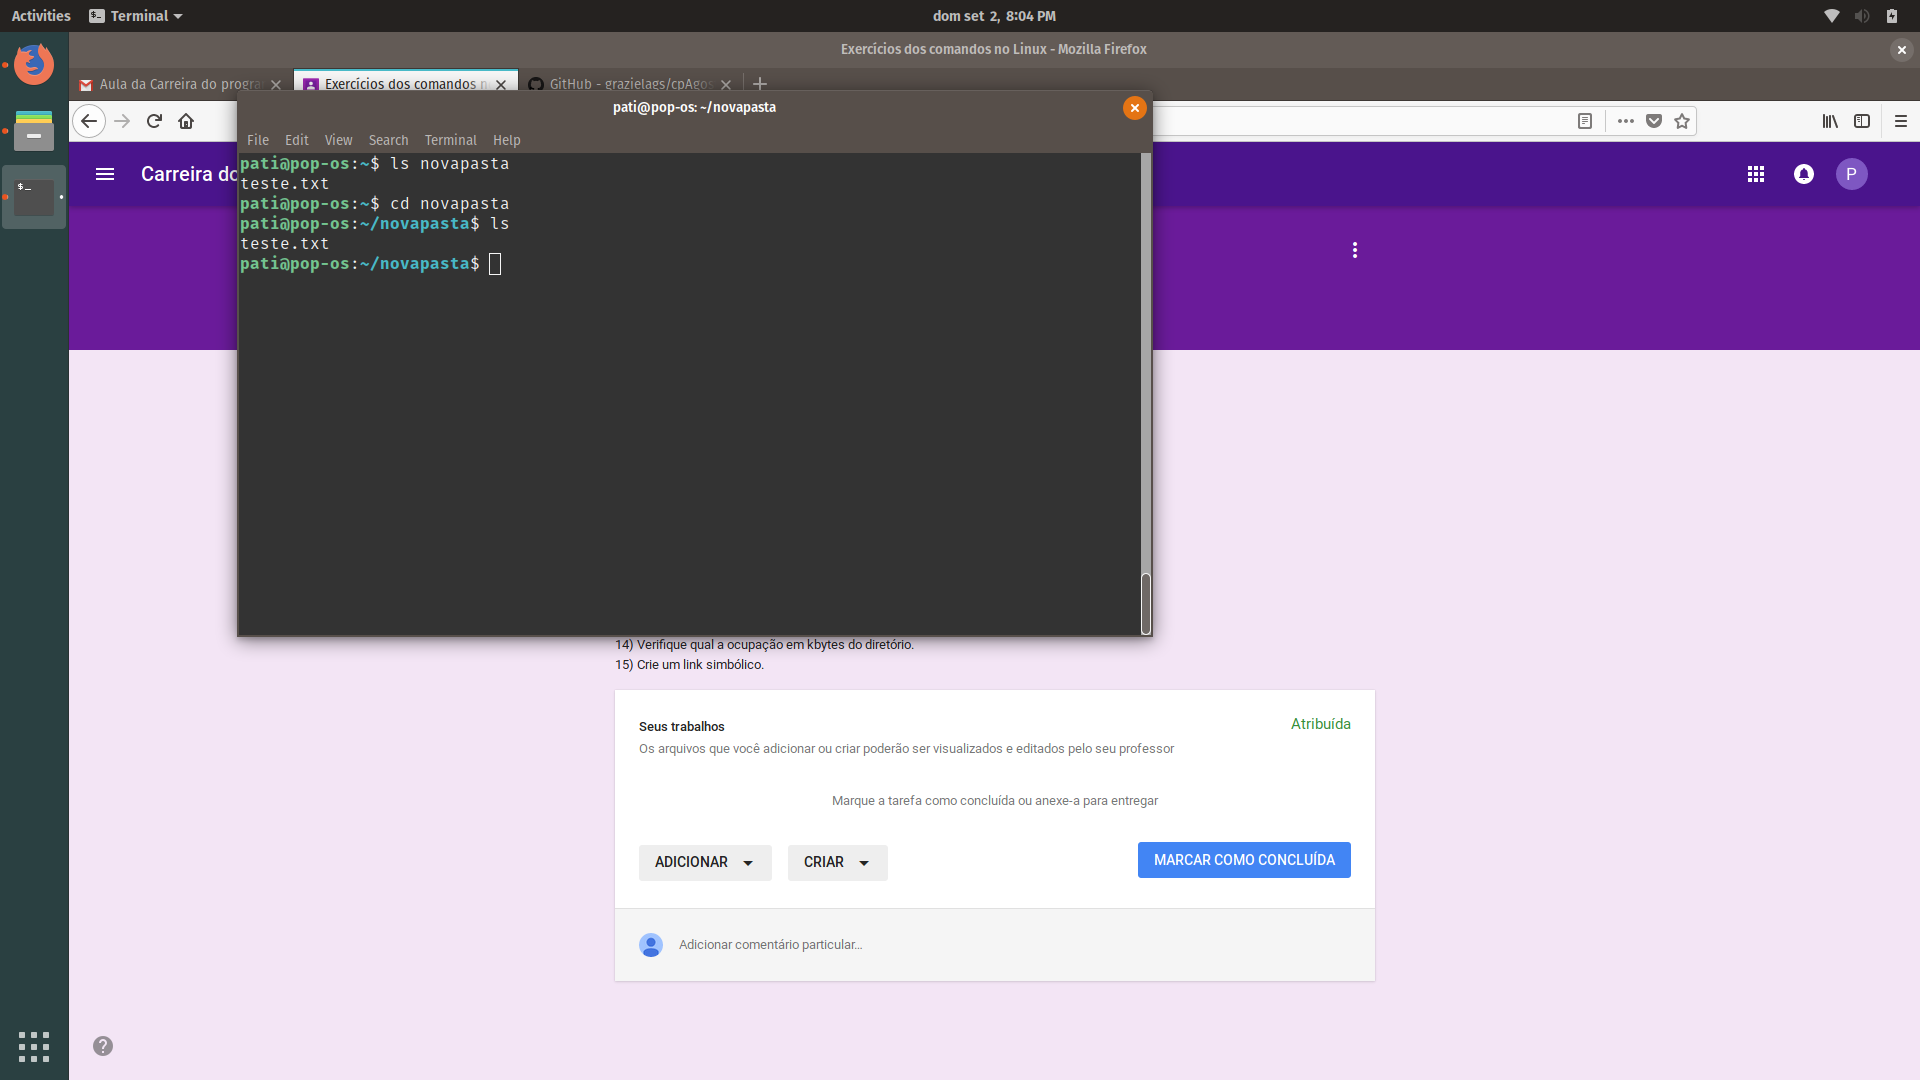 Activities
Terminal
dom set 2, 8:04 PM
Exercícios dos comandos no Linux - Mozilla Firefox
Aula da Carreira do progra
Exercícios dos comandos n
GitHub - grazielags/cpAgos
pati@pop-os: ~/novapasta
File Edit View Search Terminal Help
Carreira do
P
pati@pop-os:~$ ls novapasta
teste.txt
pati@pop-os:~$ cd novapasta
pati@pop-os:~/novapasta$ ls
teste.txt
pati@pop-os:~/novapasta$
14) Verifique qual a ocupação em kbytes do diretório.
15) Crie um link simbólico.
Seus trabalhos
Atribuída
Os arquivos que você adicionar ou criar poderão ser visualizados e editados pelo seu professor
Marque a tarefa como concluída ou anexe-a para entregar
ADICIONAR
CRIAR
MARCAR COMO CONCLUÍDA
Adicionar comentário particular...